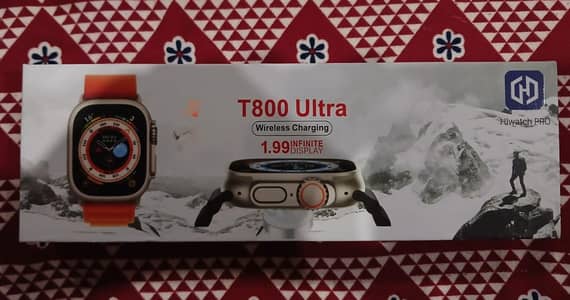 T800 Ultra
Wireless Charging
1.99 INFINITE DISPLAY
Hiwatch PRO